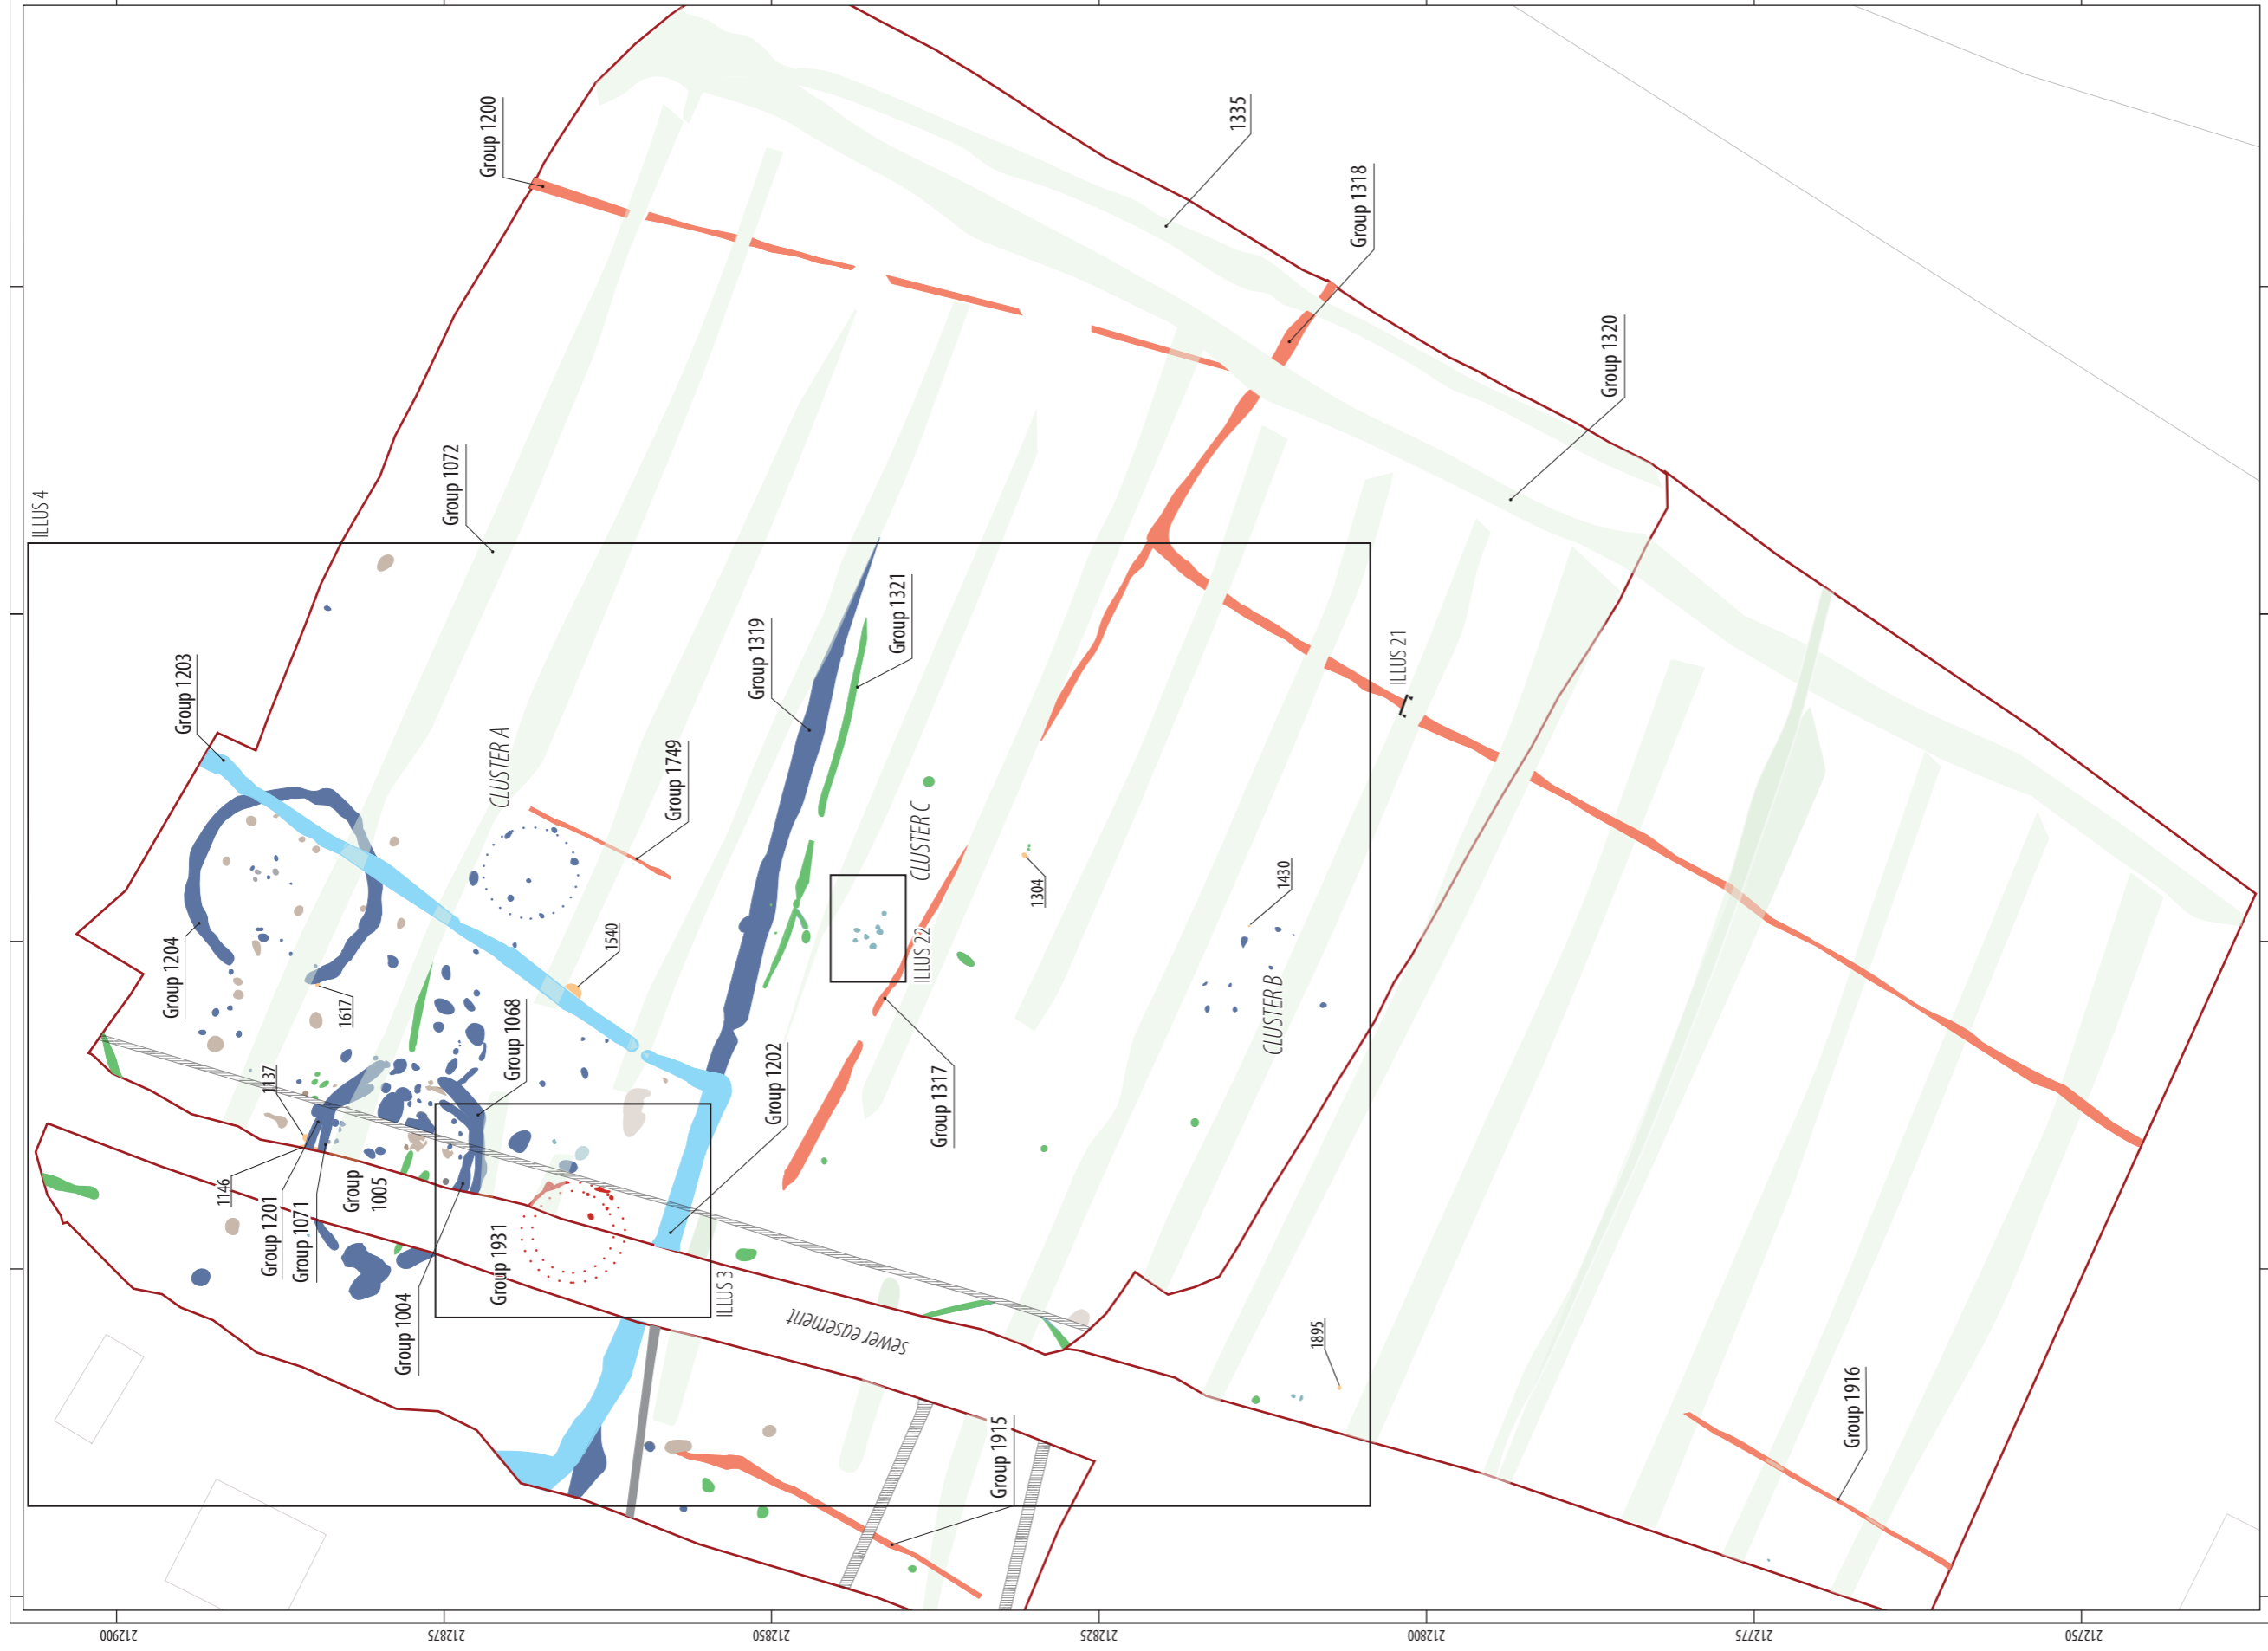 ILLUS 4
Group 1200
1335
Group 1318
Group 1320
Group 1072
Group 1203
Group 1319
Group 1321
ILLUS 21
CLUSTER A
Group 1749
Group 1204
1617
1540
CLUSTER C
ILLUS 22
1304
1430
CLUSTER B
Group 1068
1137
Group 1202
Group 1317
1146
Group 1201
Group 1071
Group
1005
Group 1004
Group 1931
ILLUS 3
sewer easement
1895
Group 1915
Group 1916
212900
212875
212850
212825
212800
212775
212750